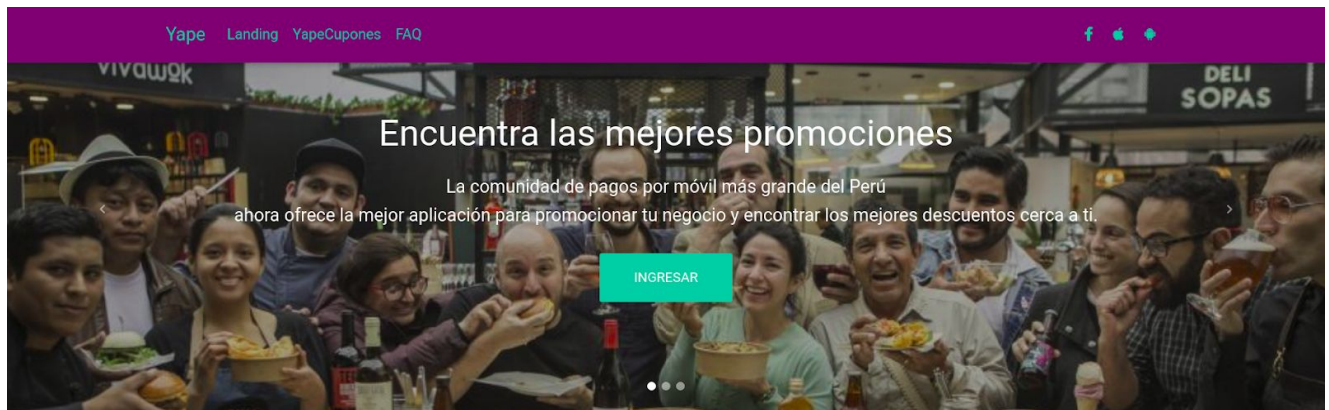 Yape Landing YapeCupones FAQ
vivawok
DELI
SOPAS
Encuentra las mejores promociones
La comunidad de pagos por móvil más grande del Perú
ahora ofrece la mejor aplicación para promocionar tu negocio y encontrar los mejores descuentos cerca a ti.
INGRESAR